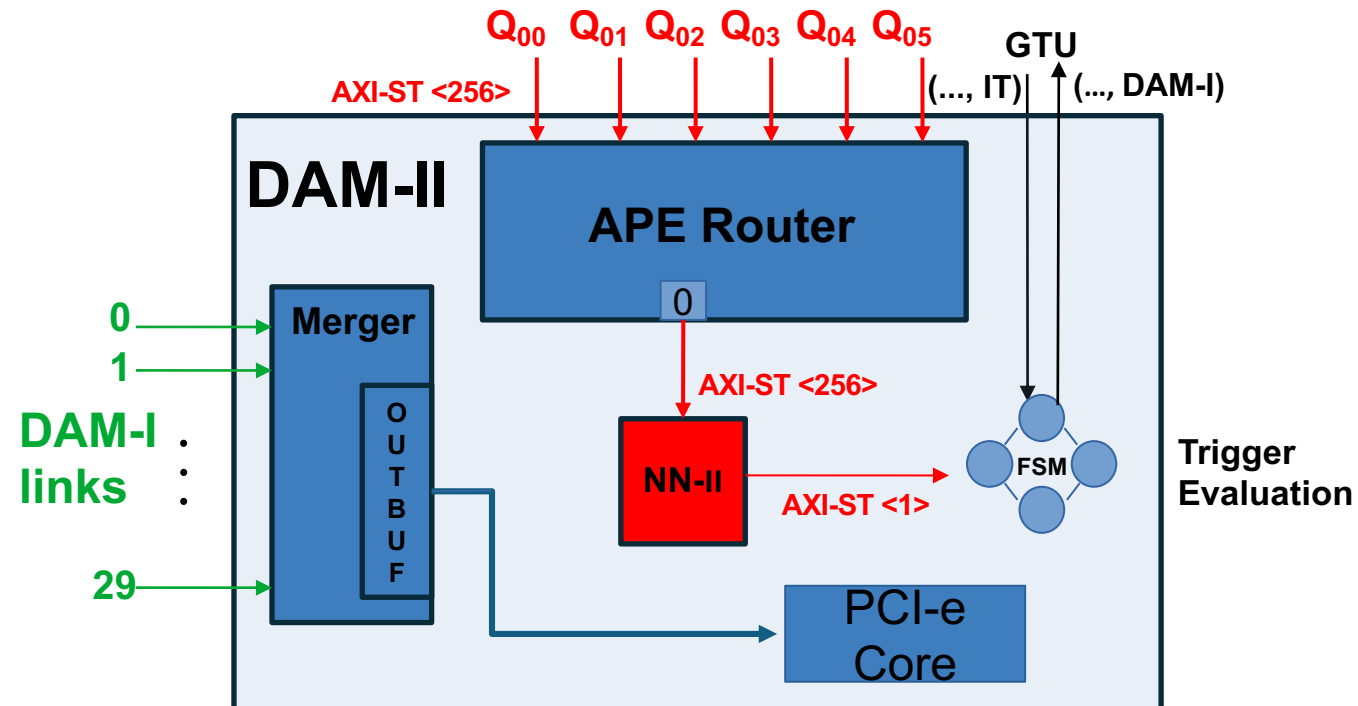 Q00 Q01 Q02 Q03 Q04 Q05
GTU
AXI-ST <256>
(..., IT)
(..., DAM-I)
DAM-II
APE Router
0
Merger
0
1
DAM-I
links
:
29
O
U
T
B
U
F
AXI-ST <256>
NN-II
AXI-ST <1>
FSM
Trigger
Evaluation
PCI-e
Core